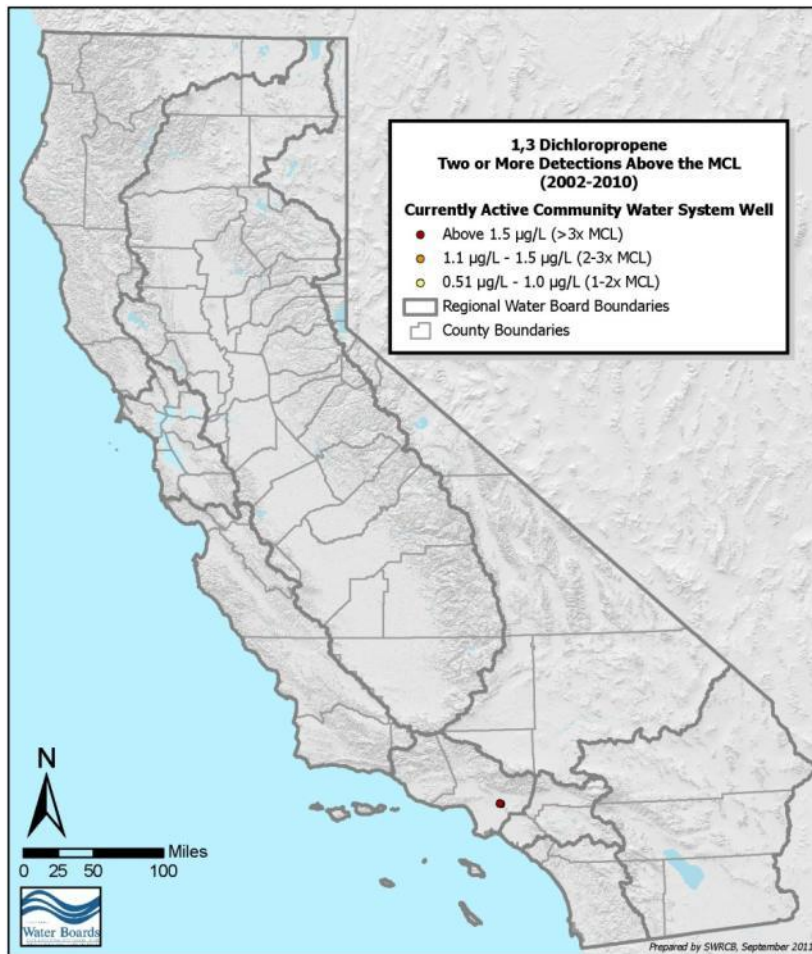 1,3 Dichloropropene
Two or More Detections Above the MCL
(2002-2010)
Currently Active Community Water System Well
Above 1.5 µg/L (>3x MCL)
1.1 µg/L - 1.5 µg/L (2-3x MCL)
0.51 µg/L - 1.0 µg/L (1-2x MCL)
Regional Water Board Boundaries
County Boundaries
N
Miles
0 25 50 100
Water Boards
Prepared by SWRCB, September 2011